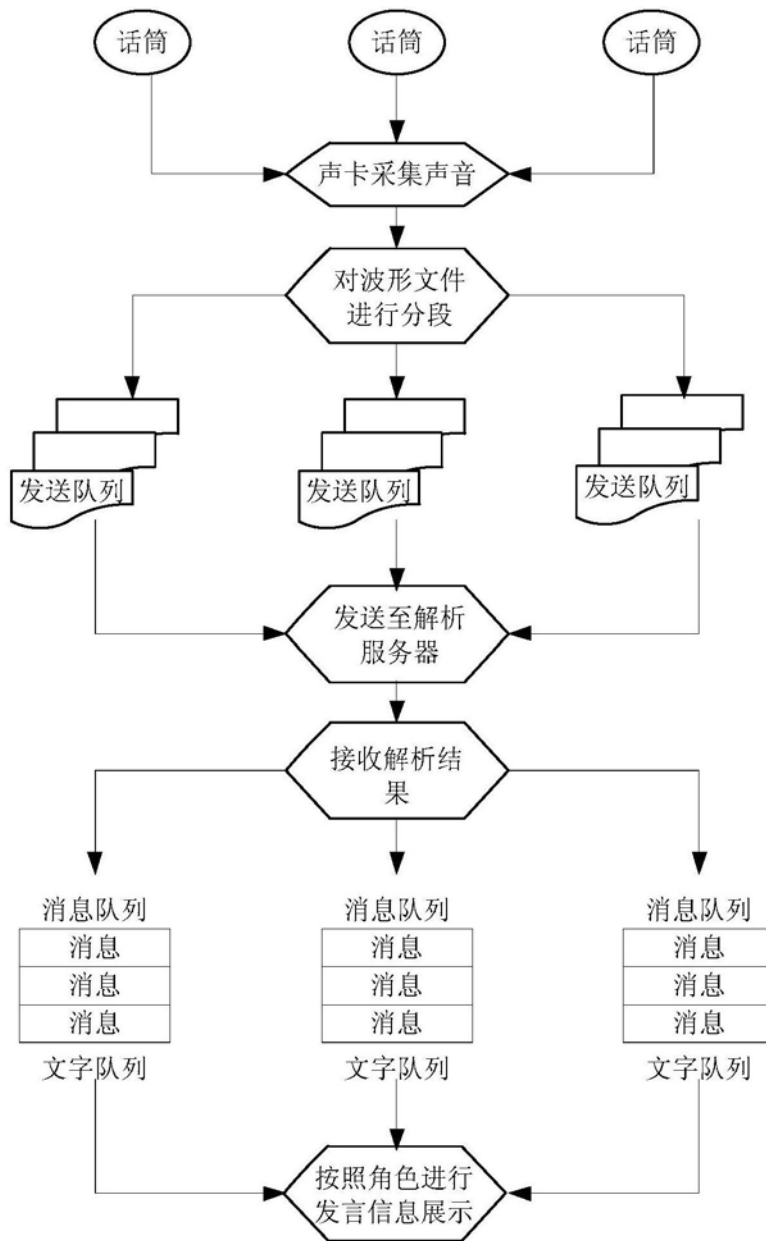 话筒
话筒
话筒
声卡采集声音
对波形文件
进行分段
发送队列
发送队列
发送队列
发送至解析
服务器
接收解析结
果
消息队列
消息队列
消息队列
消息
消息
消息
消息
消息
消息
消息
消息
消息
文字队列
文字队列
文字队列
按照角色进行
发言信息展示